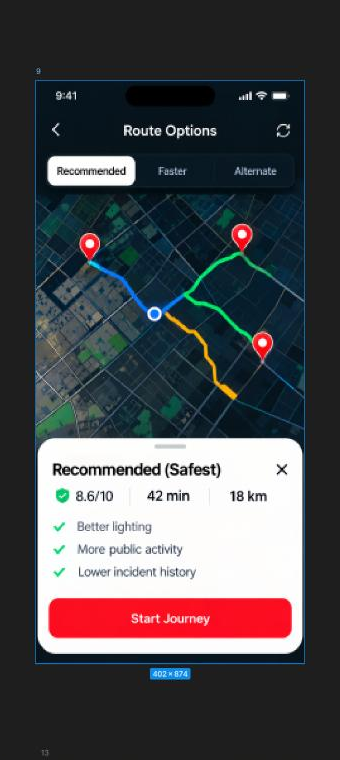 9
9:41
Route Options
Recommended Faster Alternate
Recommended (Safest)
8.6/10 42 min 18 km
Better lighting
More public activity
Lower incident history
Start Journey
402 × 874
13